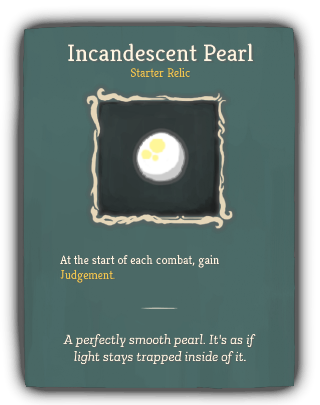 Incandescent Pearl
Starter Relic
At the start of each combat, gain
Judgement.
A perfectly smooth pearl. It's as if
light stays trapped inside of it.